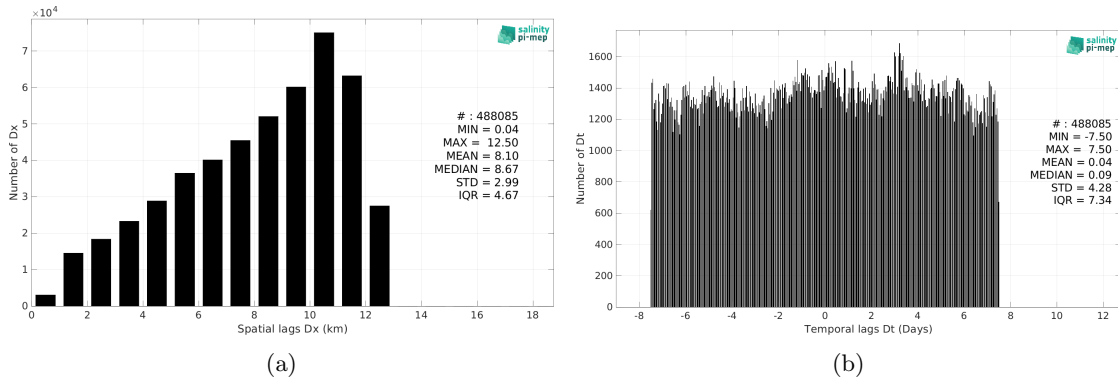 ×10⁴
salinity
pi-mep
7
6
5
4
3
2
1
0
Number of Dx
# : 488085
MIN = 0.04
MAX = 12.50
MEAN = 8.10
MEDIAN = 8.67
STD = 2.99
IQR = 4.67
0 2 4 6 8 10 12 14 16 18
Spatial lags Dx (km)
(a)
salinity
pi-mep
1600
1400
1200
1000
800
600
400
200
0
Number of Dt
# : 488085
MIN = -7.50
MAX = 7.50
MEAN = 0.04
MEDIAN = 0.09
STD = 4.28
IQR = 7.34
-8 -6 -4 -2 0 2 4 6 8 10 12
Temporal lags Dt (Days)
(b)